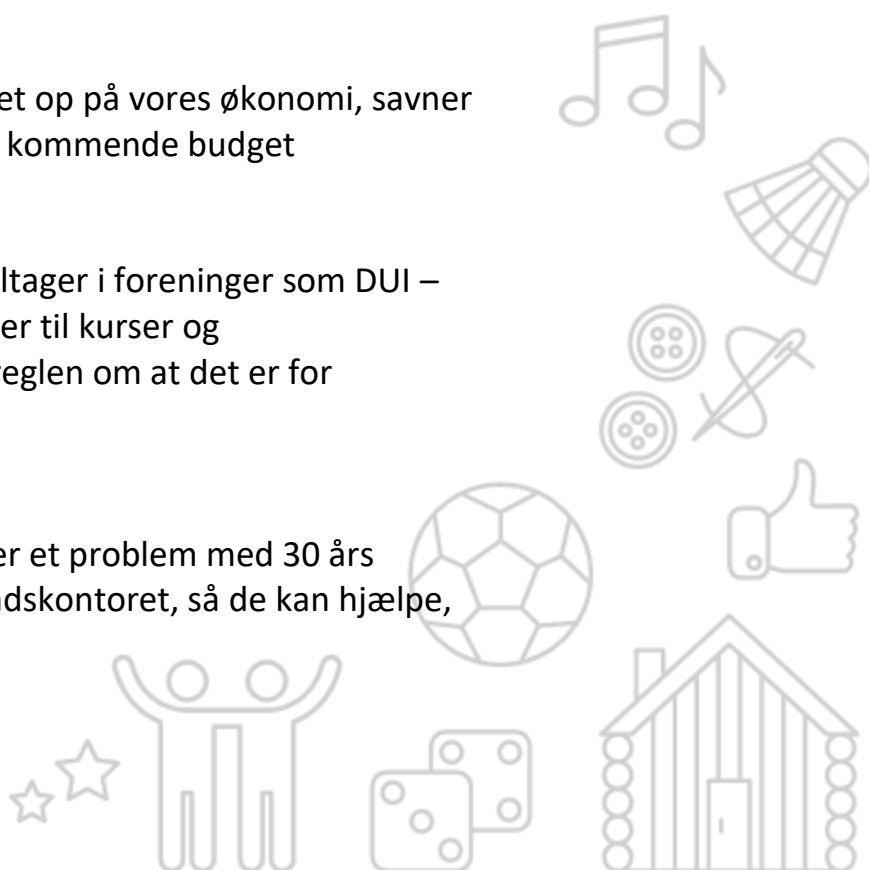 et op på vores økonomi, savner
kommende budget
ltager i foreninger som DUI –
er til kurser og
reglen om at det er for
er et problem med 30 års
dskontoret, så de kan hjælpe,